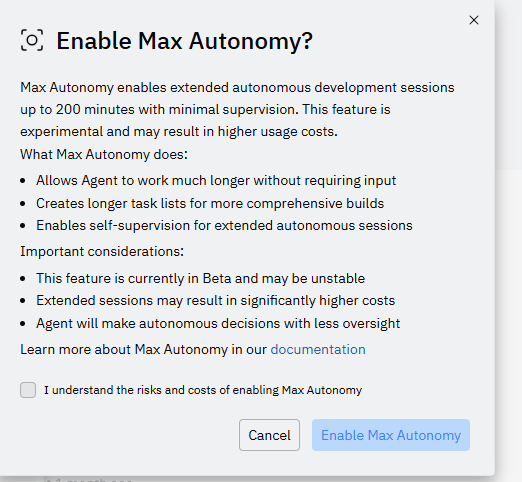 Enable Max Autonomy?
Max Autonomy enables extended autonomous development sessions
up to 200 minutes with minimal supervision. This feature is
experimental and may result in higher usage costs.
What Max Autonomy does:
• Allows Agent to work much longer without requiring input
• Creates longer task lists for more comprehensive builds
• Enables self-supervision for extended autonomous sessions
Important considerations:
• This feature is currently in Beta and may be unstable
• Extended sessions may result in significantly higher costs
• Agent will make autonomous decisions with less oversight
Learn more about Max Autonomy in our documentation
I understand the risks and costs of enabling Max Autonomy
Cancel
Enable Max Autonomy